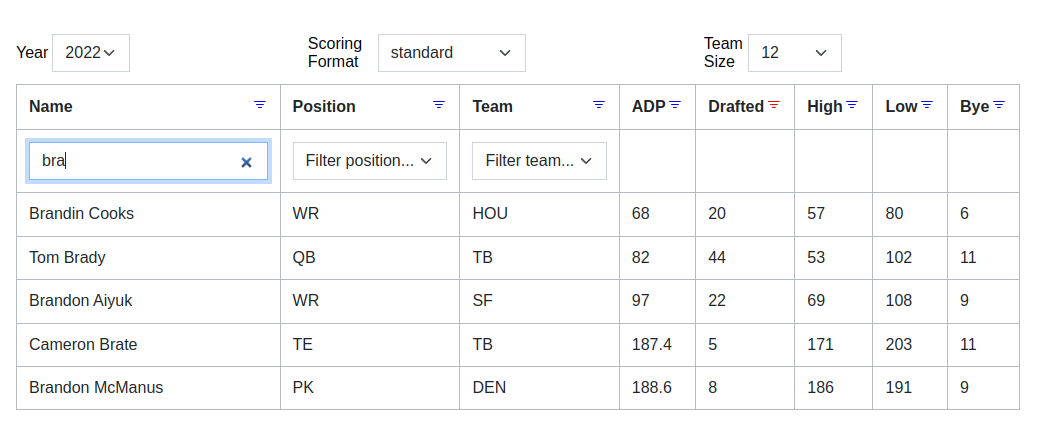 Year 2022 Scoring Format standard Team Size 12
Name Position Team ADP Drafted High Low Bye
bra Filter position... Filter team...
Brandin Cooks WR HOU 68 20 57 80 6
Tom Brady QB TB 82 44 53 102 11
Brandon Aiyuk WR SF 97 22 69 108 9
Cameron Brate TE TB 187.4 5 171 203 11
Brandon McManus PK DEN 188.6 8 186 191 9